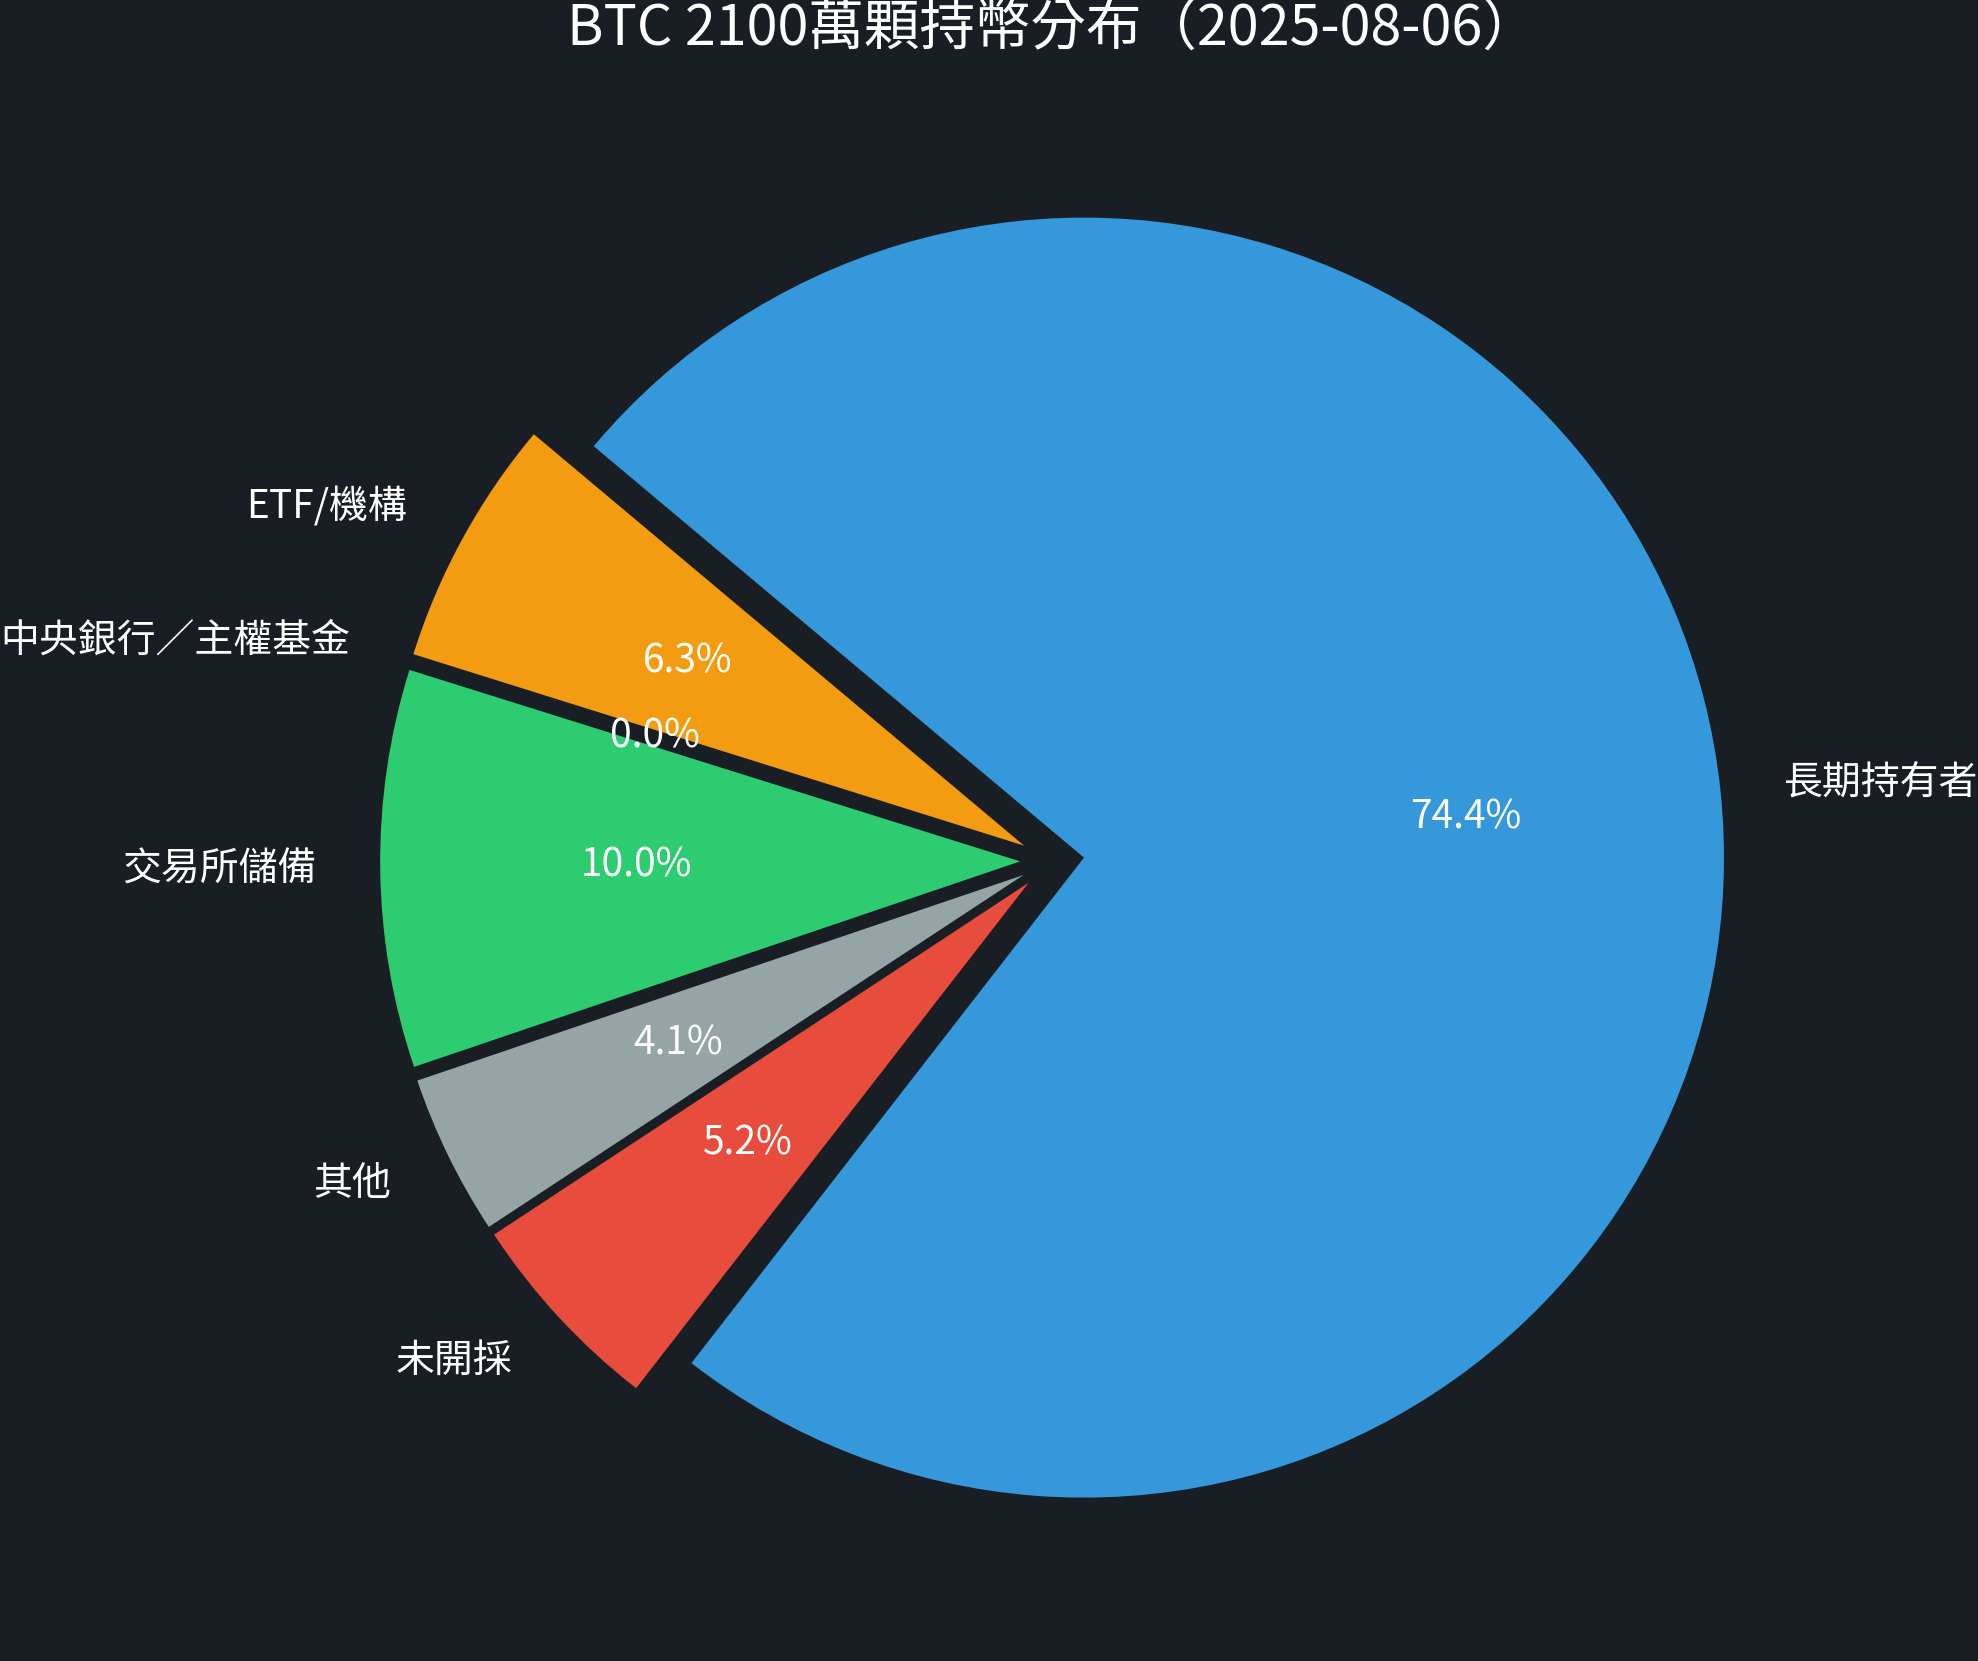 BTC 2100萬顆持幣分布（2025-08-06）
ETF/機構
6.3%
中央銀行／主權基金
0.0%
長期持有者
74.4%
交易所儲備
10.0%
其他
4.1%
未開採
5.2%